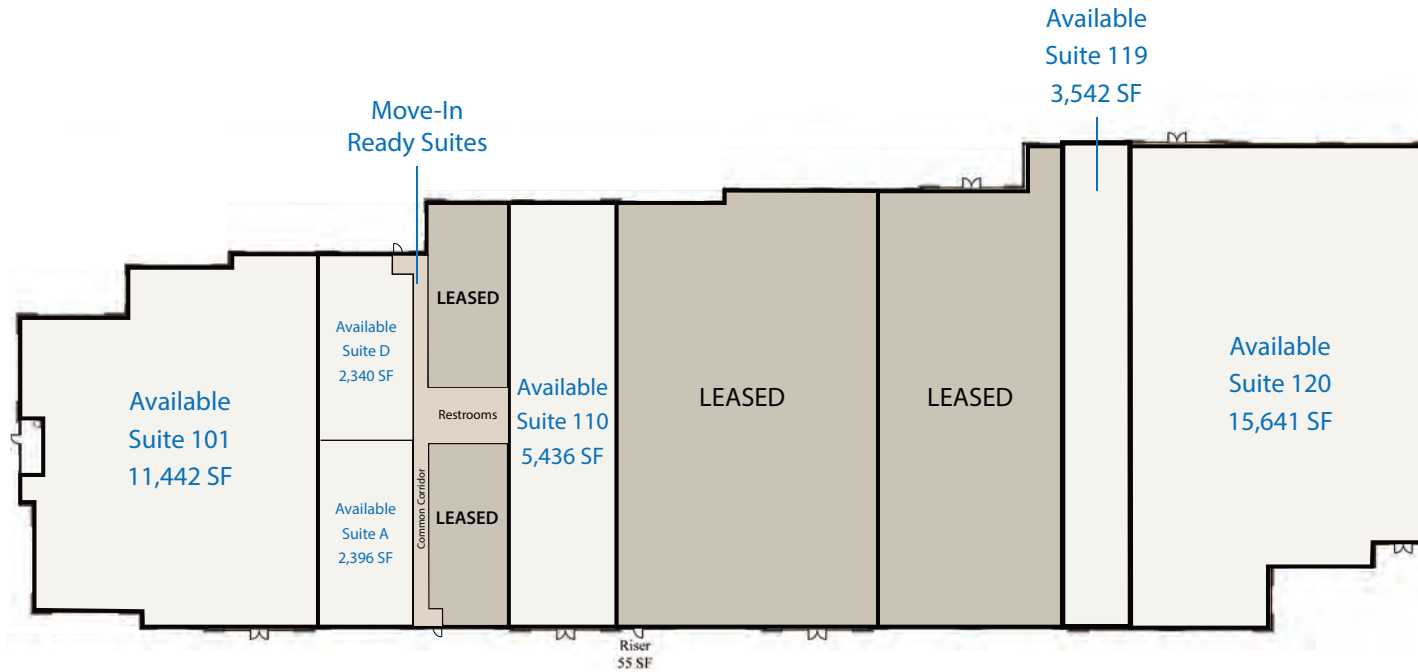 Available
Suite 119
3,542 SF
Move-In
Ready Suites
LEASED
Available
Suite D
2,340 SF
Available
Suite 101
11,442 SF
Restrooms
Available
Suite 110
5,436 SF
LEASED
LEASED
Available
Suite 120
15,641 SF
Common Corridor
LEASED
Available
Suite A
2,396 SF
Riser
55 SF